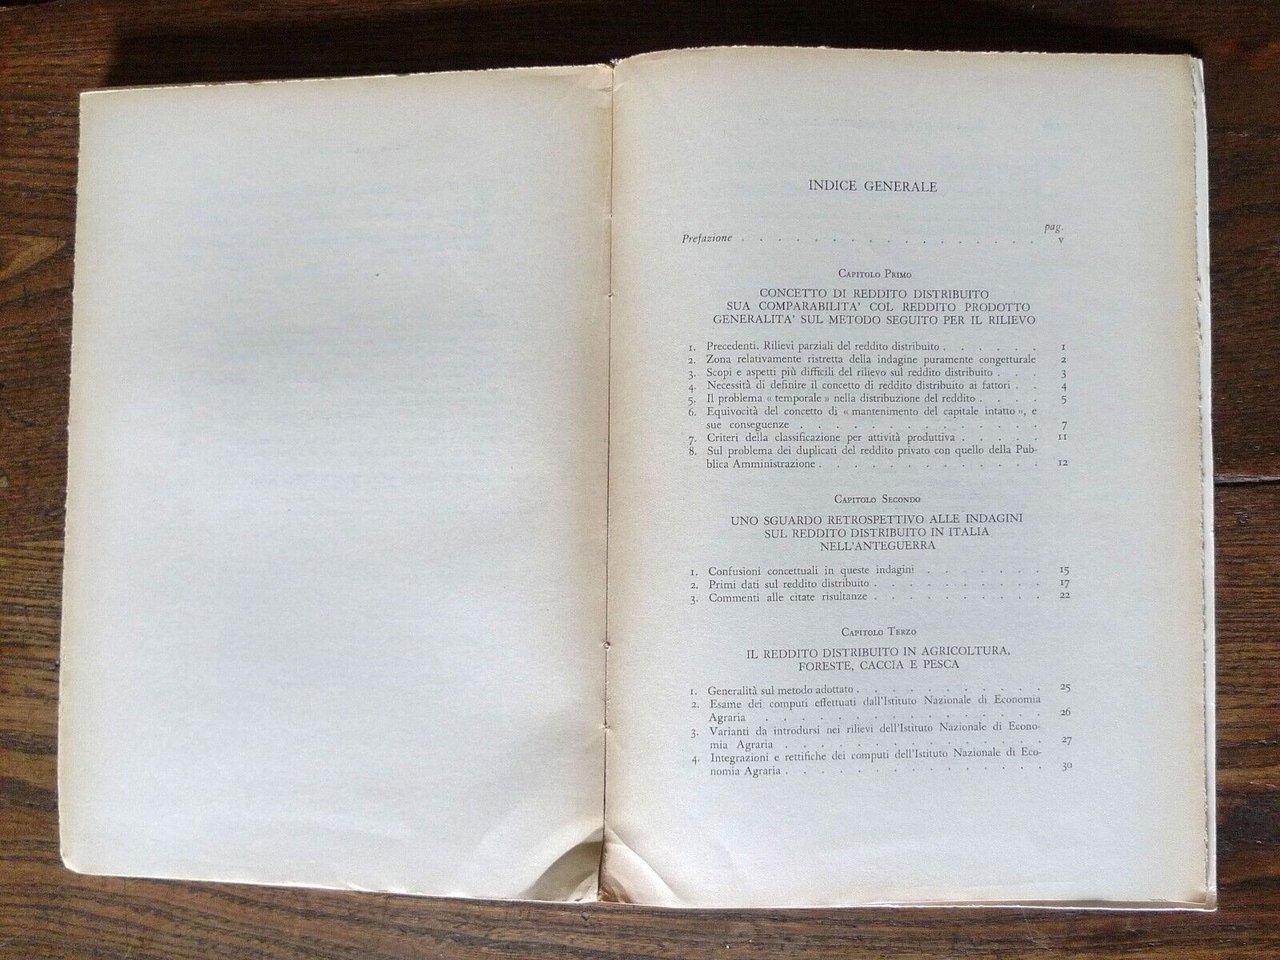 INDICE GENERALE
pag.
Prefazione . . . . . . . . . . . . . . . . . . v
Capitolo Primo
CONCETTO DI REDDITO DISTRIBUITO
SUA COMPARABILITA' COL REDDITO PRODOTTO
GENERALITA' SUL METODO SEGUITO PER IL RILIEVO
1. Precedenti. Rilievi parziali del reddito distribuito . . . . . . 1
2. Zona relativamente ristretta della indagine puramente congetturale 2
3. Scopi e aspetti più difficili del rilievo sul reddito distribuito . . . 3
4. Necessità di definire il concetto di reddito distribuito ai fattori . . 4
5. Il problema « temporale » nella distribuzione del reddito . . . . 5
6. Equivocità del concetto di « mantenimento del capitale intatto », e
sue conseguenze . . . . . . . . . . . . . . . 7
7. Criteri della classificazione per attività produttiva . . . . . 11
8. Sul problema dei duplicati del reddito privato con quello della Pub-
blica Amministrazione . . . . . . . . . . . . . 12
Capitolo Secondo
UNO SGUARDO RETROSPETTIVO ALLE INDAGINI
SUL REDDITO DISTRIBUITO IN ITALIA
NELL'ANTEGUERRA
1. Confusioni concettuali in queste indagini . . . . . . . 15
2. Primi dati sul reddito distribuito . . . . . . . . . . 17
3. Commenti alle citate risultanze . . . . . . . . . . 22
Capitolo Terzo
IL REDDITO DISTRIBUITO IN AGRICOLTURA,
FORESTE, CACCIA E PESCA
1. Generalità sul metodo adottato . . . . . . . . . . . 25
2. Esame dei computi effettuati dall'Istituto Nazionale di Economia
Agraria . . . . . . . . . . . . . . . . . 26
3. Varianti da introdursi nei rilievi dell'Istituto Nazionale di Econo-
mia Agraria . . . . . . . . . . . . . . . 27
4. Integrazioni e rettifiche dei computi dell'Istituto Nazionale di Eco-
nomia Agraria . . . . . . . . . . . . . . . 30